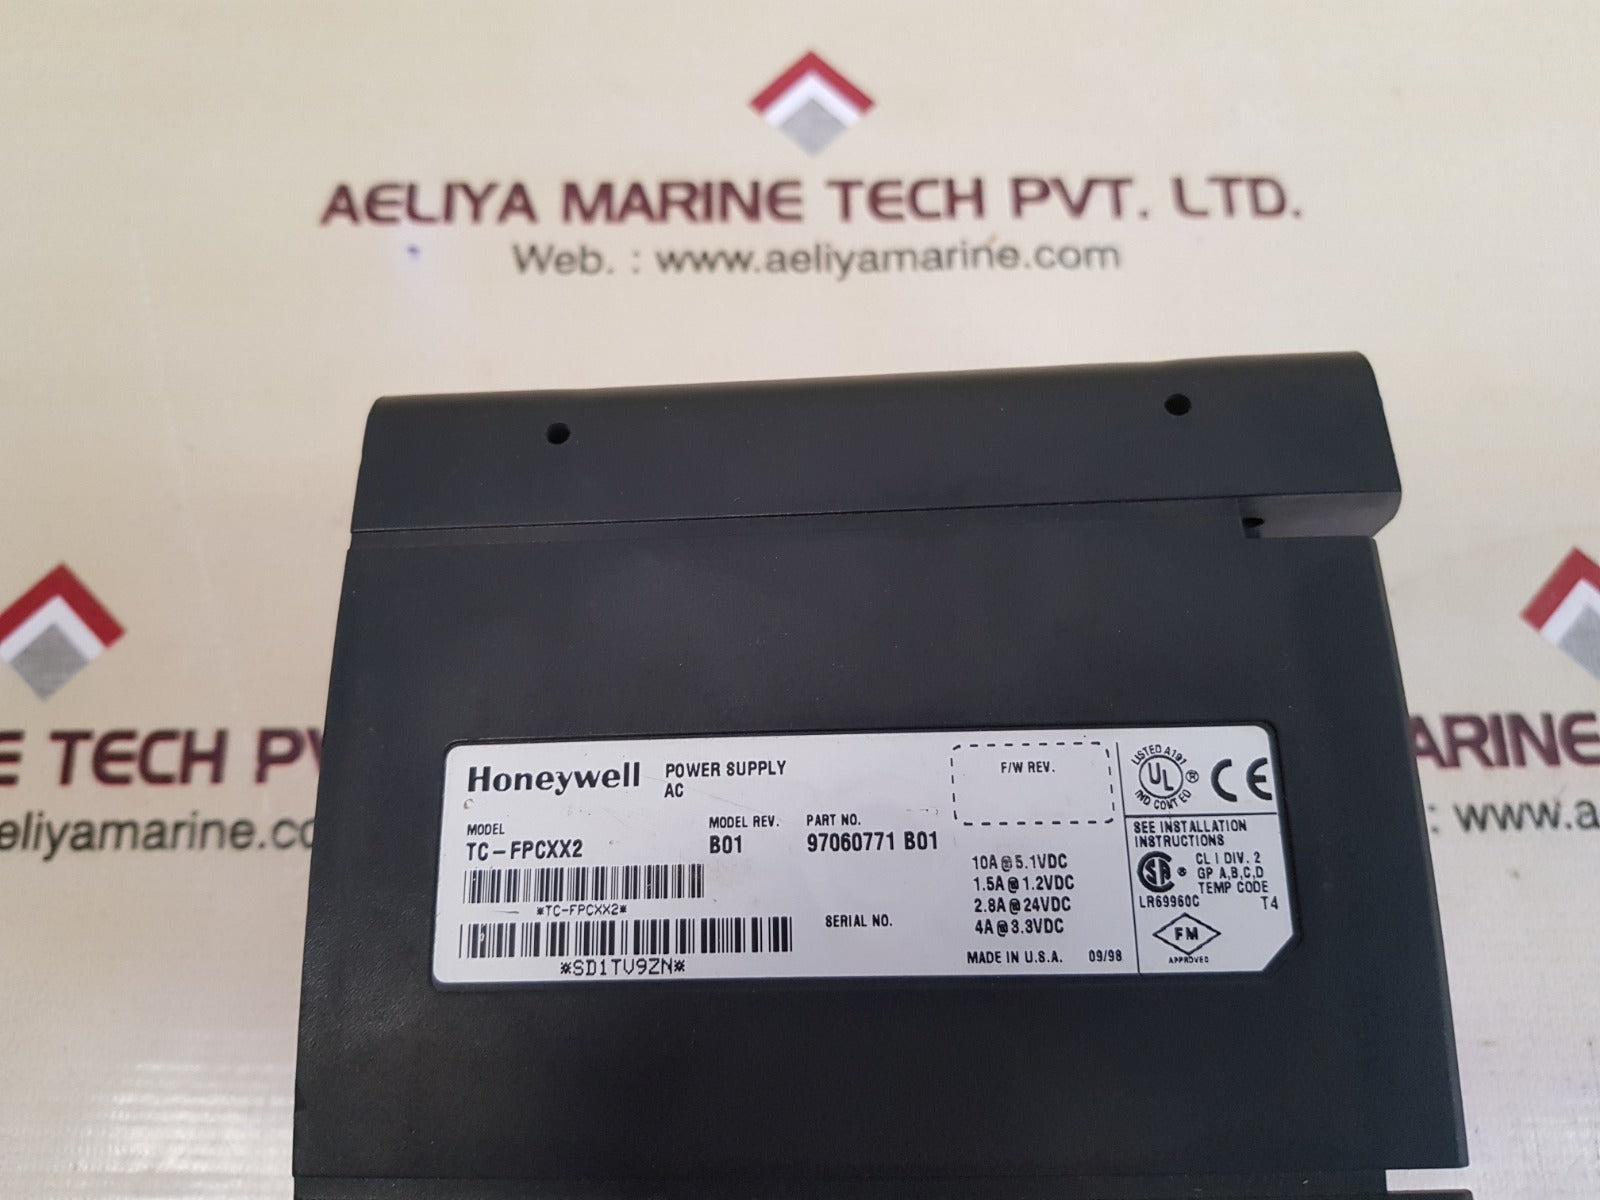 AELIYA MARINE TECH PVT. LTD.
Web. : www.aeliyamarine.com
E TECH PV
eliyamarine.co
ARINE
: www.a
Honeywell
POWER SUPPLY
AC
MODEL
TC-FPCXX2
MODEL REV.
B01
PART NO.
97060771 B01
*TC-FPCXX2*
*SD1TV9ZN*
SERIAL NO.
F/W REV.
10A@5.1VDC
1.5A@1.2VDC
2.8A@24VDC
4A@3.3VDC
MADE IN U.S.A. 09/98
LISTED A191
UL ®
IND CONT EQ
CE
SEE INSTALLATION
INSTRUCTIONS
SA ®
CL I DIV. 2
GP A,B,C,D
TEMP CODE
T4
LR69960C
FM
APPROVED